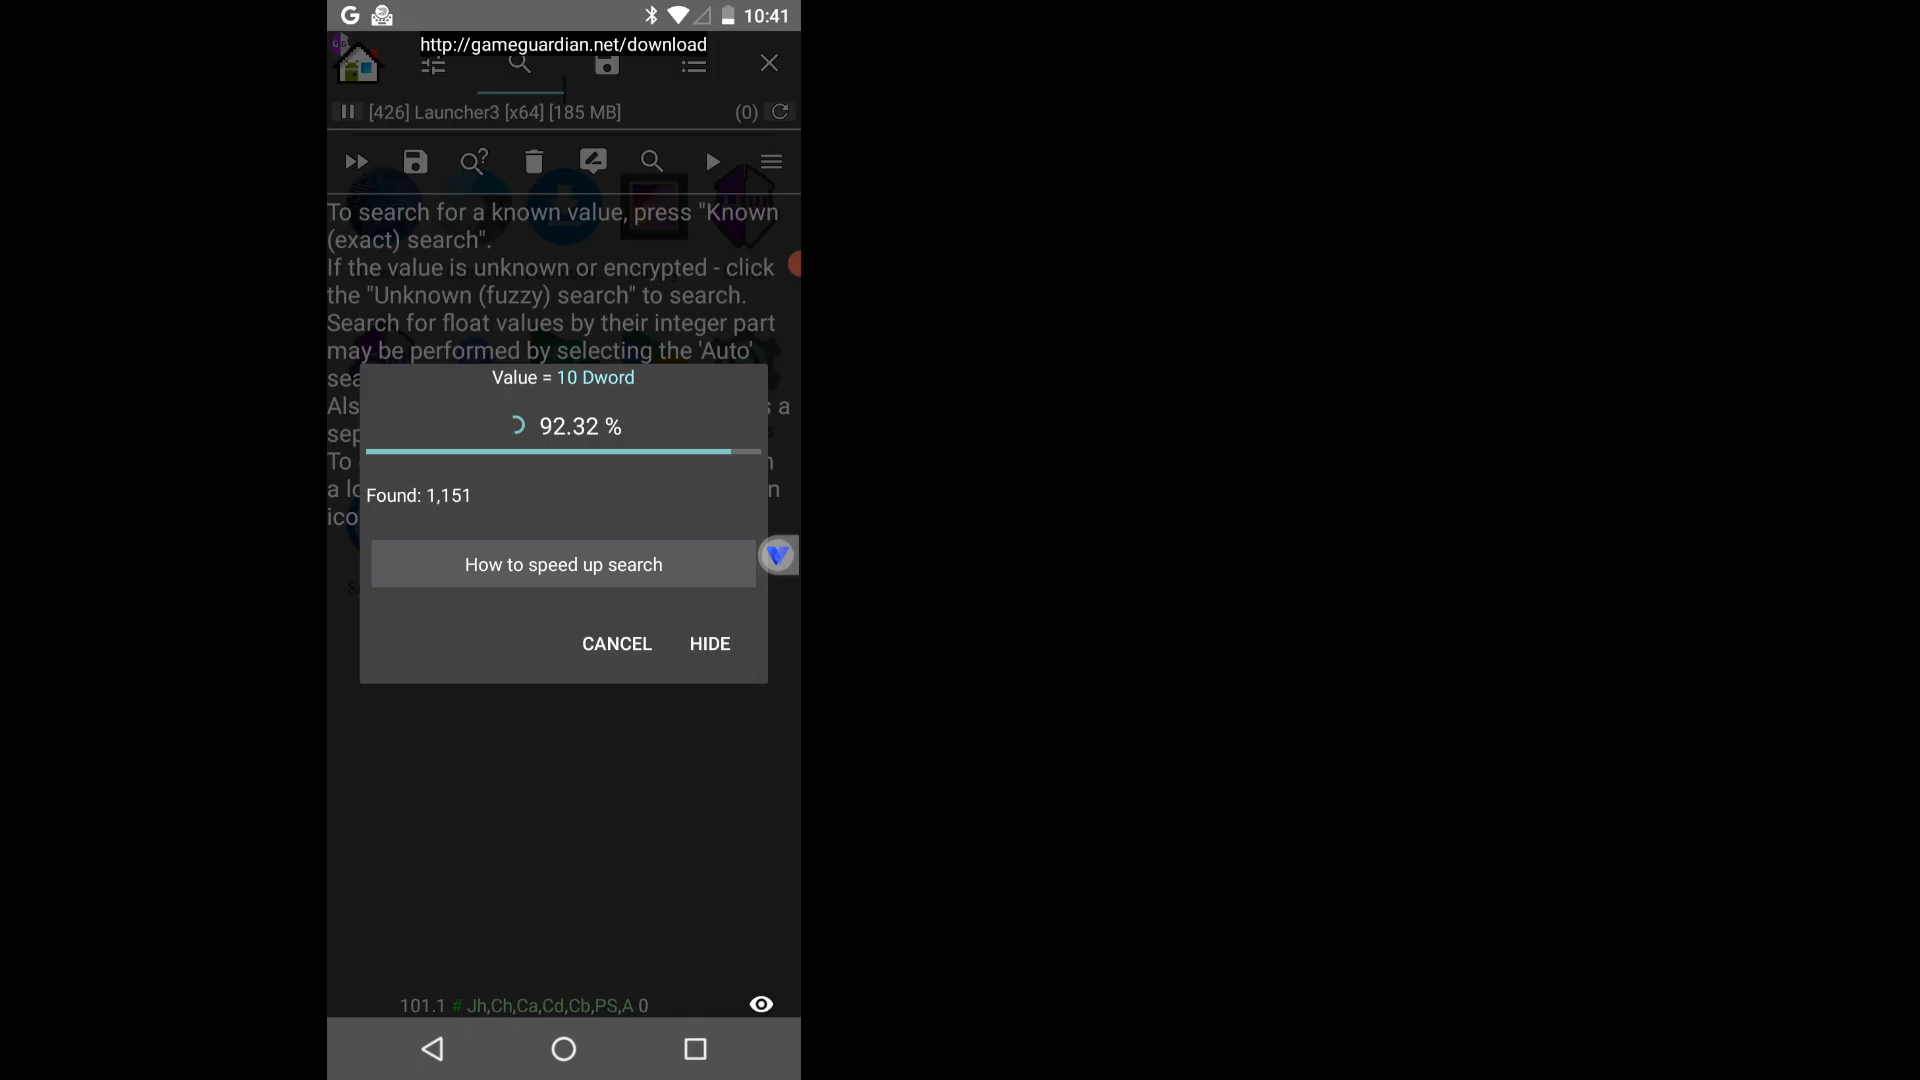 10:41
http://gameguardian.net/download
[426] Launcher3 [x64] [185 MB] (0)
To search for a known value, press "Known
(exact) search".
If the value is unknown or encrypted - click
the "Unknown (fuzzy) search" to search.
Search for float values by their integer part
may be performed by selecting the 'Auto'
Value = 10 Dword
92.32 %
Found: 1,151
How to speed up search
CANCEL HIDE
101.1 # Jh,Ch,Ca,Cd,Cb,PS,A 0